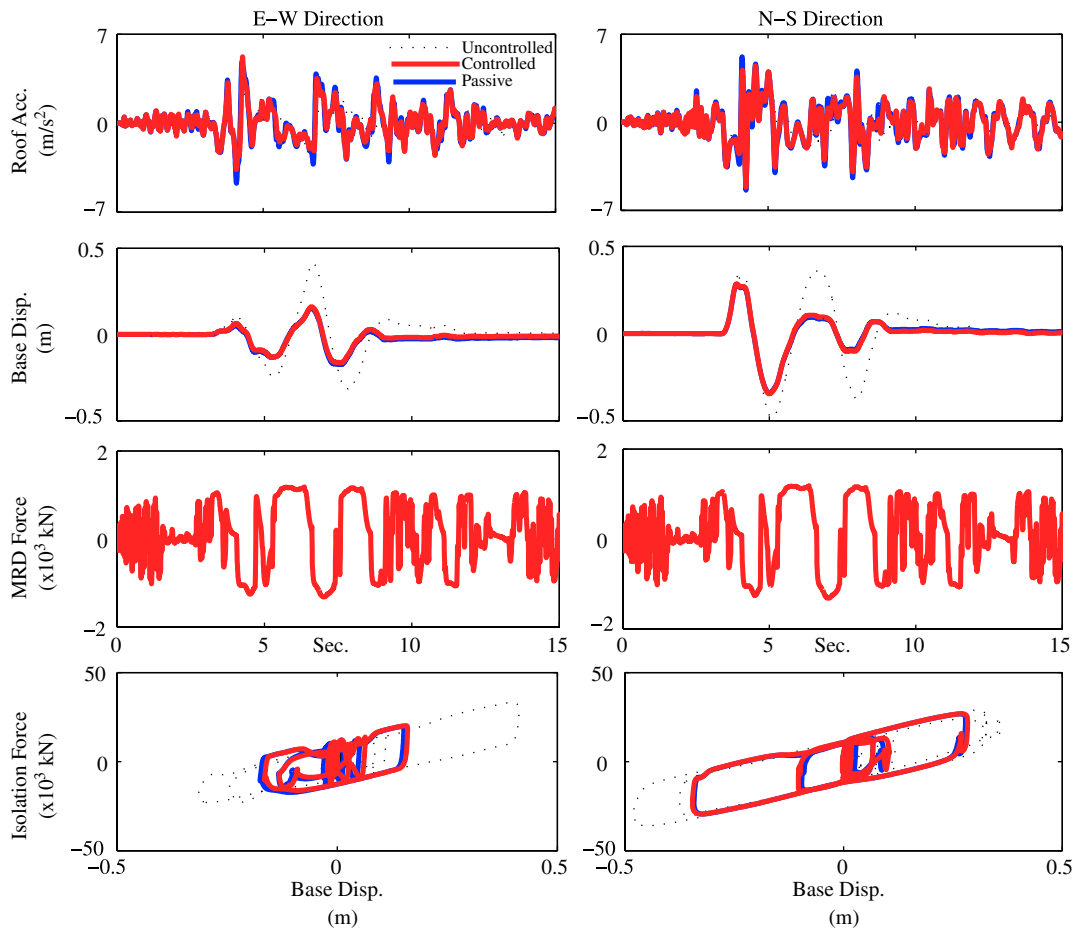 E−W Direction
N−S Direction
Uncontrolled
Controlled
Passive
Roof Acc.
(m/s²)
7
0
−7
7
0
−7
5
10
15
Base Disp.
(m)
0.5
0
−0.5
0.5
0
−0.5
MRD Force
(x10³ kN)
2
0
−2
2
0
−2
0
5
Sec.
10
15
0
5
Sec.
10
15
Isolation Force
(x10³ kN)
50
0
−50
50
0
−50
−0.5
0
0.5
−0.5
0
0.5
Base Disp.
(m)
Base Disp.
(m)